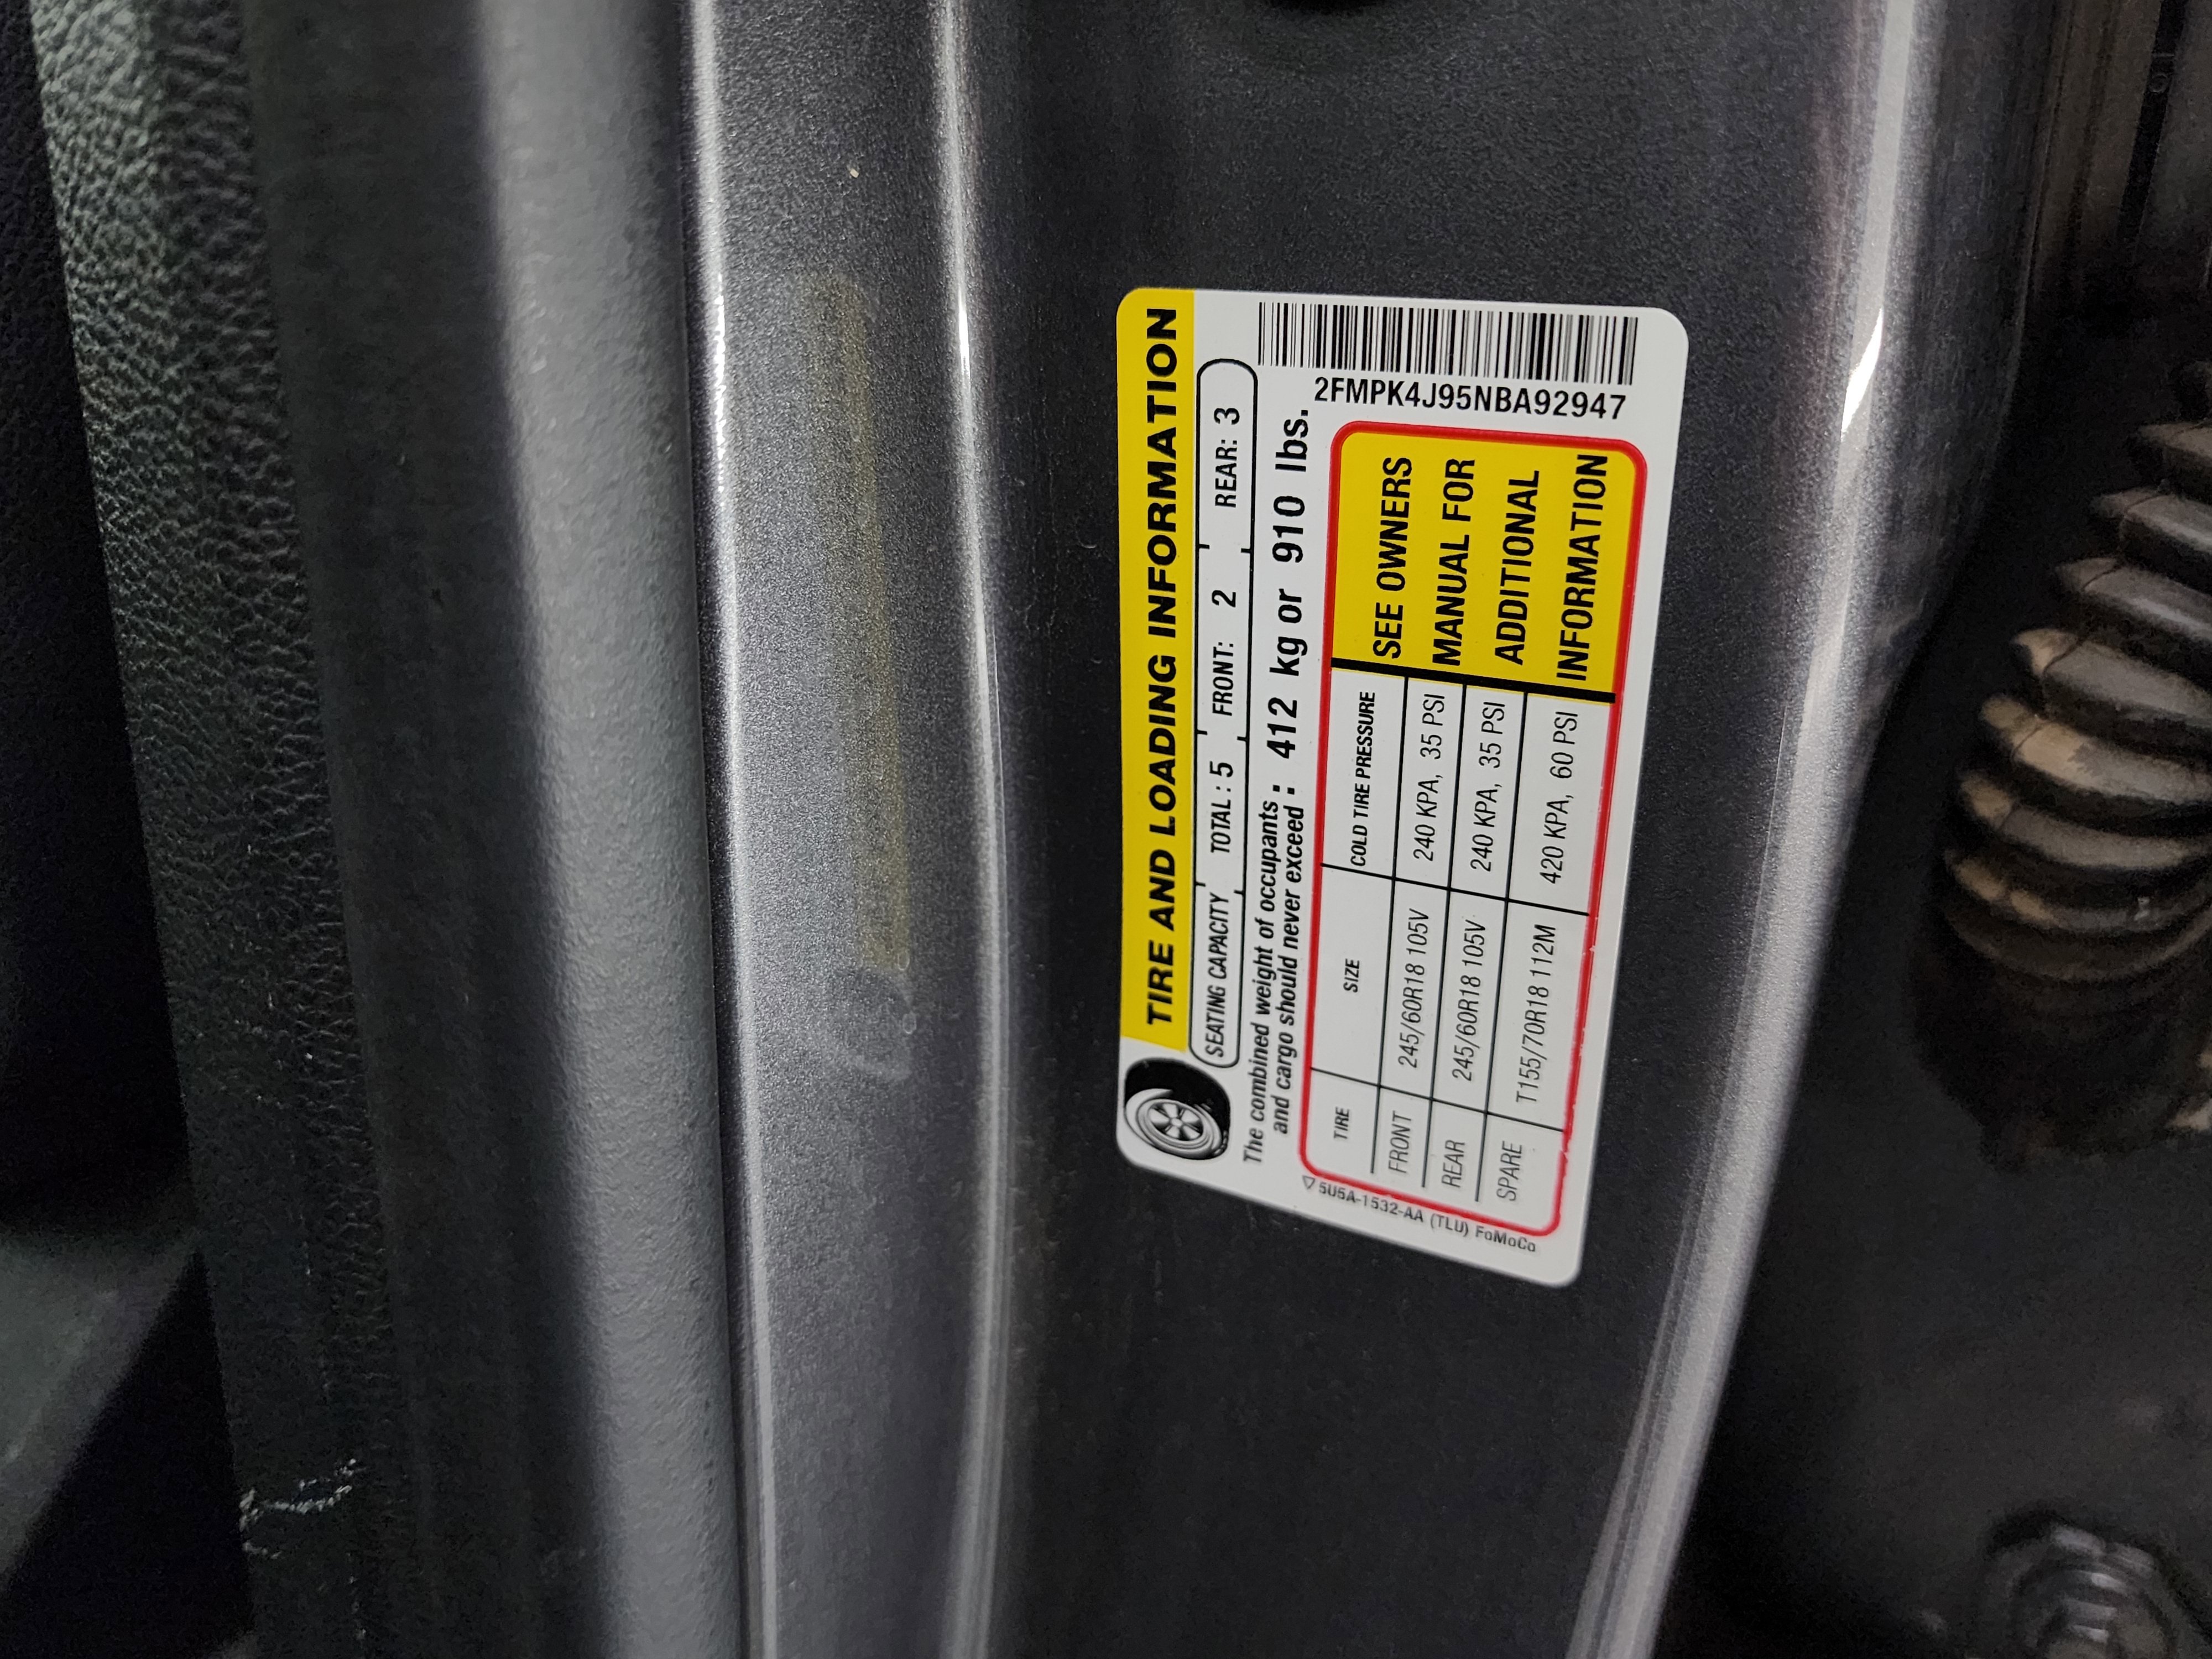 TIRE AND LOADING INFORMATION
SEATING CAPACITY TOTAL : 5 FRONT: 2 REAR: 3
The combined weight of occupants and cargo should never exceed : 412 kg or 910 lbs.
2FMPK4J95NBA92947
TIRE SIZE COLD TIRE PRESSURE
FRONT 245/60R18 105V 240 KPA, 35 PSI
REAR 245/60R18 105V 240 KPA, 35 PSI
SPARE T155/70R18 112M 420 KPA, 60 PSI
SEE OWNERS
MANUAL FOR
ADDITIONAL
INFORMATION
5U5A-1532-AA (TLU) FoMoCo